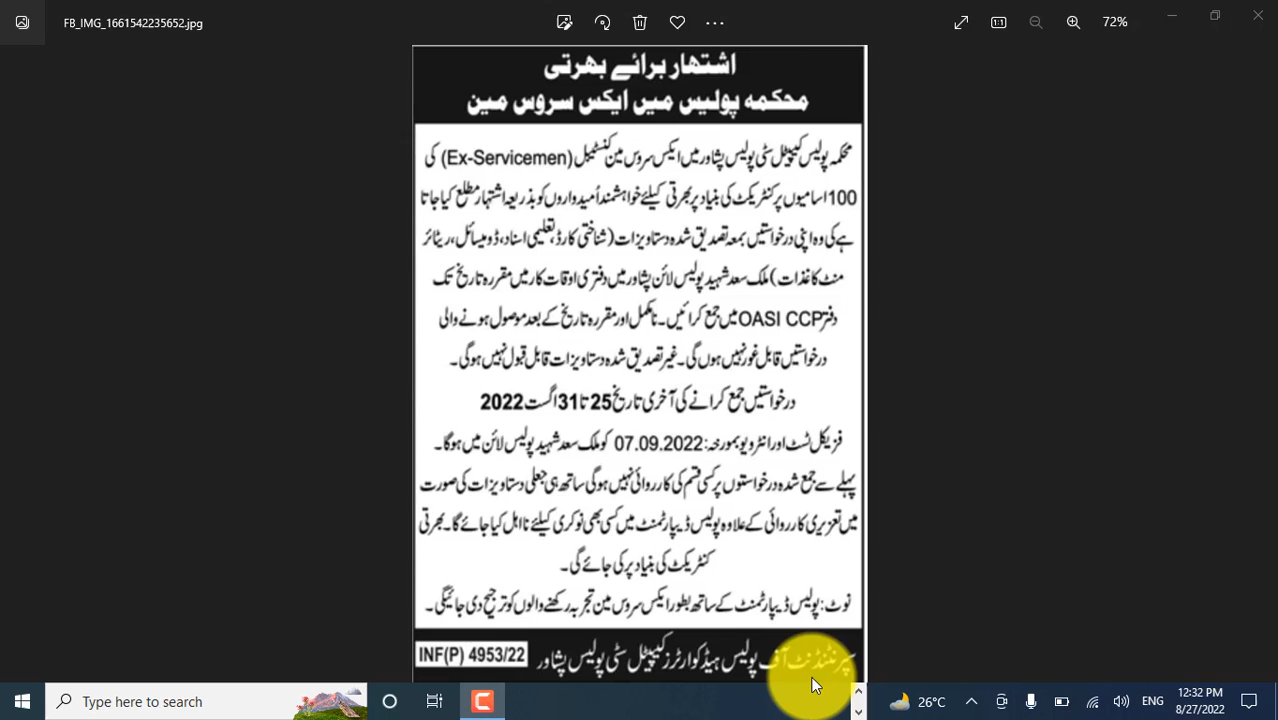 FB_IMG_1661542235652.jpg
72%
اشتھار برائے بھرتی
محکمہ پولیس میں ایکس سروس مین
محکمہ پولیس کیپیٹل سٹی پولیس پشاور میں ایکس سروس مین کنسٹیبل (Ex-Servicemen) کی
100 اسامیوں پر کنٹریکٹ کی بنیاد پر بھرتی کیلئے خواہشمند اُمیدواروں کو بذریعہ اشتہار مطلع کیا جاتا
ہے کی وہ اپنی درخواستیں بمعہ تصدیق شدہ دستاویزات (شناختی کارڈ، تعلیمی اسناد، ڈومیسائل، ریٹائر
منٹ کاغذات) ملک سعد شہید پولیس لائن پشاور میں دفتری اوقات کار میں مقررہ تاریخ تک
دفتر OASI CCP میں جمع کرائیں۔ نامکمل اور مقررہ تاریخ کے بعد موصول ہونے والی
درخواستیں قابل غور نہیں ہوں گی۔ غیر تصدیق شدہ دستاویزات قابل قبول نہیں ہوگی۔
درخواستیں جمع کرانے کی آخری تاریخ 25 تا 31 اگست 2022
فزیکل ٹسٹ اور انٹرویو بمورخہ: 07.09.2022 کو ملک سعد شہید پولیس لائن میں ہوگا۔
پہلے سے جمع شدہ درخواستوں پر کسی قسم کی کارروائی نہیں ہوگی ساتھ ہی جعلی دستاویزات کی صورت
میں تعزیری کارروائی کے علاوہ پولیس ڈیپارٹمنٹ میں کسی بھی نوکری کیلئے نااہل کیا جائے گا۔ بھرتی
کنٹریکٹ کی بنیاد پر کی جائے گی۔
نوٹ: پولیس ڈیپارٹمنٹ کے ساتھ بطور ایکس سروس مین تجربہ رکھنے والوں کو ترجیح دی جائیگی۔
سپرنٹنڈنٹ آف پولیس ہیڈکوارٹرز کیپیٹل سٹی پولیس پشاور
INF(P) 4953/22
Type here to search
26°C
ENG
12:32 PM
8/27/2022